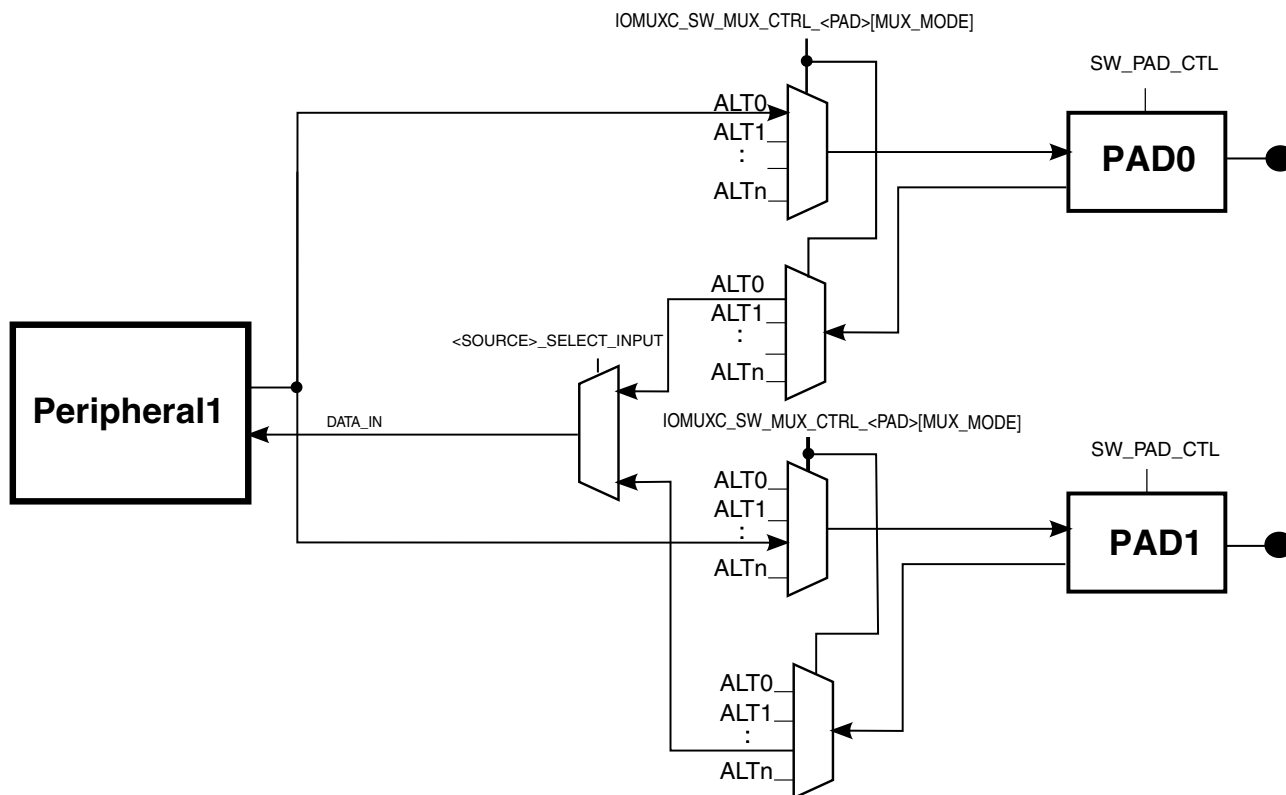 IOMUXC_SW_MUX_CTRL_<PAD>[MUX_MODE]
SW_PAD_CTL
ALT0
ALT1
:
ALTn
PAD0
ALT0
ALT1
:
ALTn
<SOURCE>_SELECT_INPUT
Peripheral1
DATA_IN
IOMUXC_SW_MUX_CTRL_<PAD>[MUX_MODE]
SW_PAD_CTL
ALT0
ALT1
:
ALTn
PAD1
ALT0
ALT1
:
ALTn